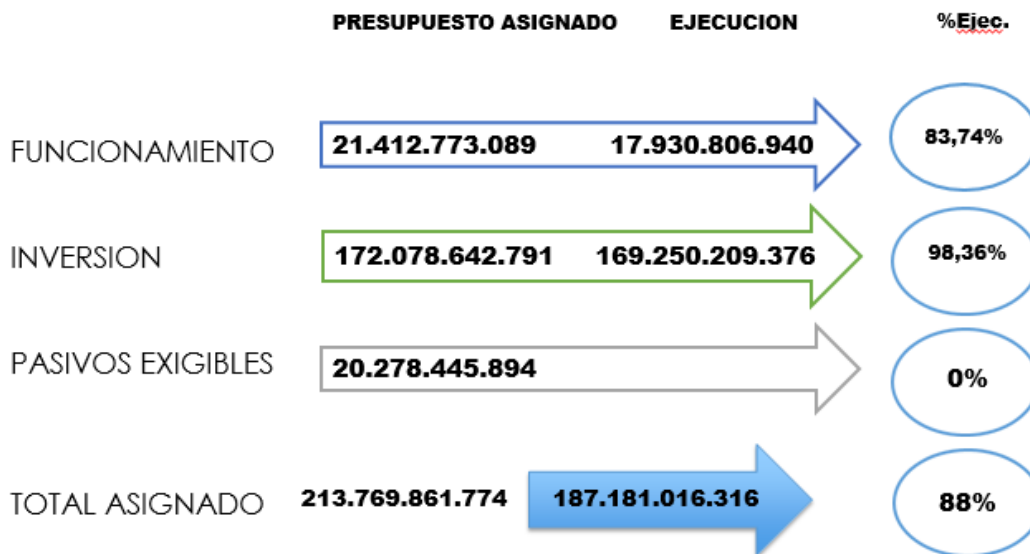 PRESUPUESTO ASIGNADO EJECUCION %Ejec.
FUNCIONAMIENTO 21.412.773.089 17.930.806.940 83,74%
INVERSION 172.078.642.791 169.250.209.376 98,36%
PASIVOS EXIGIBLES 20.278.445.894 0%
TOTAL ASIGNADO 213.769.861.774 187.181.016.316 88%